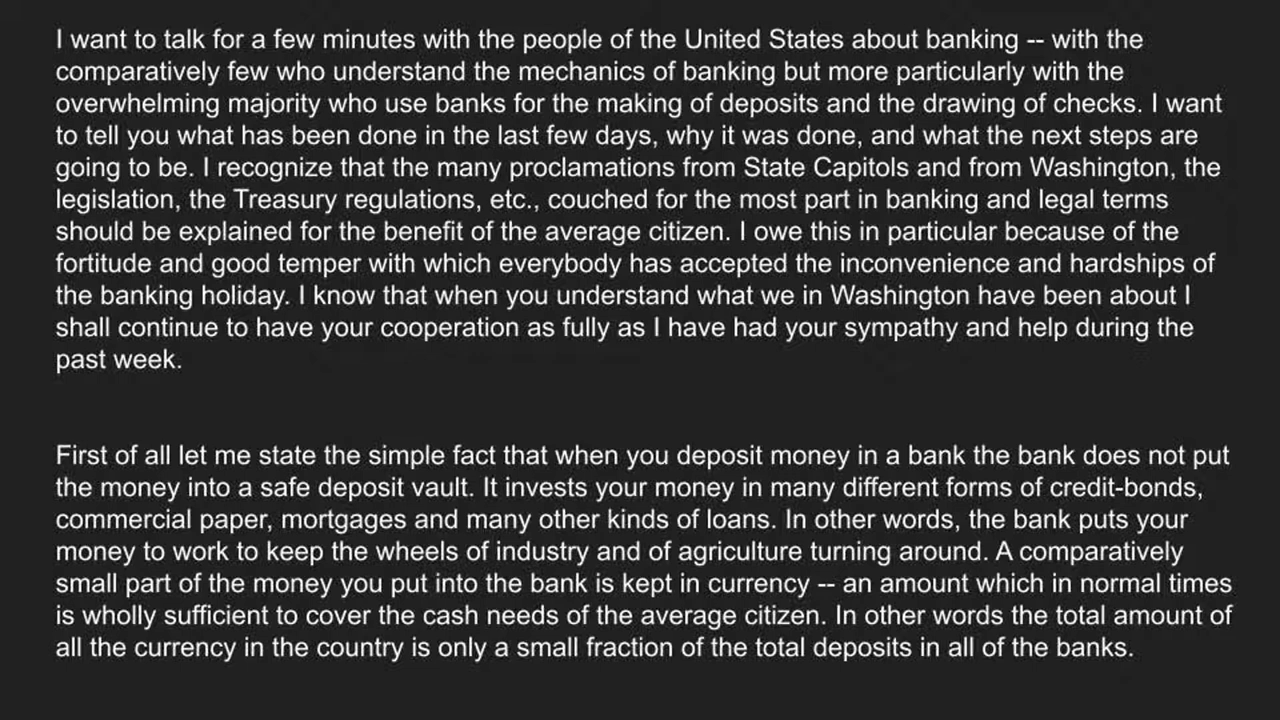 I want to talk for a few minutes with the people of the United States about banking -- with the
comparatively few who understand the mechanics of banking but more particularly with the
overwhelming majority who use banks for the making of deposits and the drawing of checks. I want
to tell you what has been done in the last few days, why it was done, and what the next steps are
going to be. I recognize that the many proclamations from State Capitols and from Washington, the
legislation, the Treasury regulations, etc., couched for the most part in banking and legal terms
should be explained for the benefit of the average citizen. I owe this in particular because of the
fortitude and good temper with which everybody has accepted the inconvenience and hardships of
the banking holiday. I know that when you understand what we in Washington have been about I
shall continue to have your cooperation as fully as I have had your sympathy and help during the
past week.
First of all let me state the simple fact that when you deposit money in a bank the bank does not put
the money into a safe deposit vault. It invests your money in many different forms of credit-bonds,
commercial paper, mortgages and many other kinds of loans. In other words, the bank puts your
money to work to keep the wheels of industry and of agriculture turning around. A comparatively
small part of the money you put into the bank is kept in currency -- an amount which in normal times
is wholly sufficient to cover the cash needs of the average citizen. In other words the total amount of
all the currency in the country is only a small fraction of the total deposits in all of the banks.